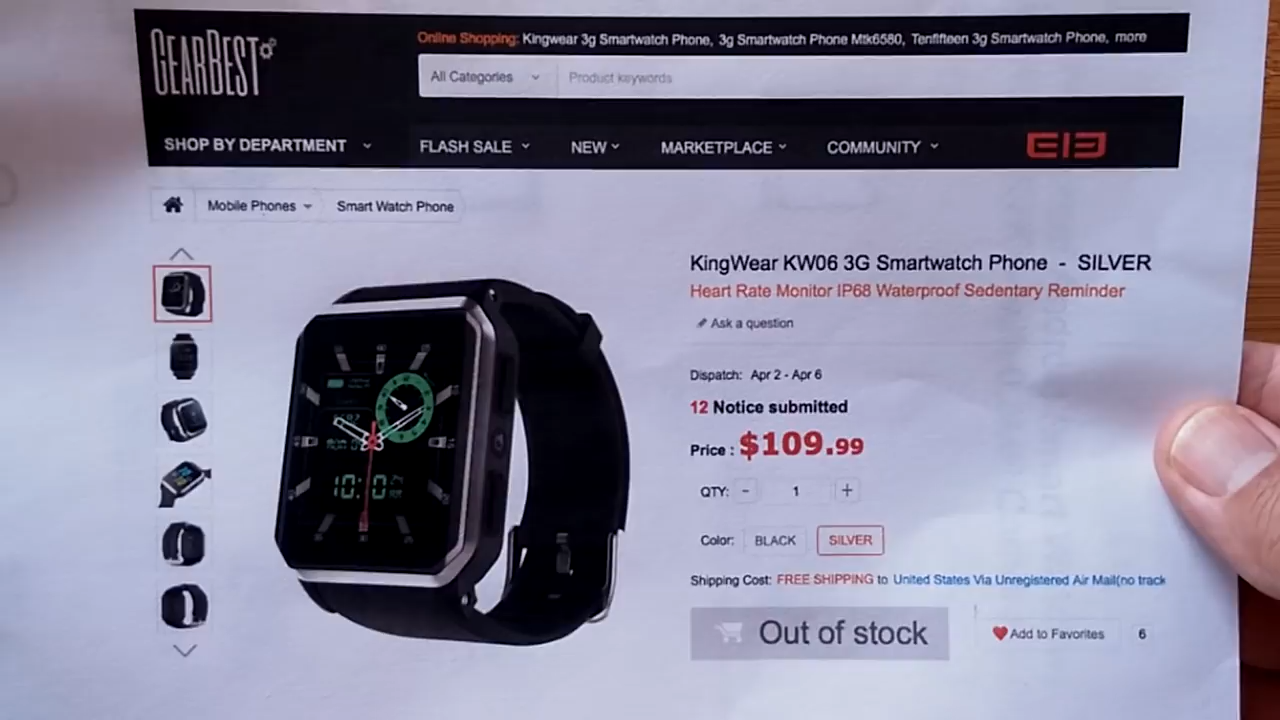 GEARBEST
Online Shopping: Kingwear 3g Smartwatch Phone, 3g Smartwatch Phone Mtk6580, Tenfifteen 3g Smartwatch Phone, more
All Categories Product keywords
SHOP BY DEPARTMENT FLASH SALE NEW MARKETPLACE COMMUNITY
Mobile Phones Smart Watch Phone
KingWear KW06 3G Smartwatch Phone - SILVER
Heart Rate Monitor IP68 Waterproof Sedentary Reminder
Ask a question
Dispatch: Apr 2 - Apr 6
12 Notice submitted
Price : $109.99
QTY: - 1 +
Color: BLACK SILVER
Shipping Cost: FREE SHIPPING to United States Via Unregistered Air Mail(no track
Out of stock Add to Favorites 6